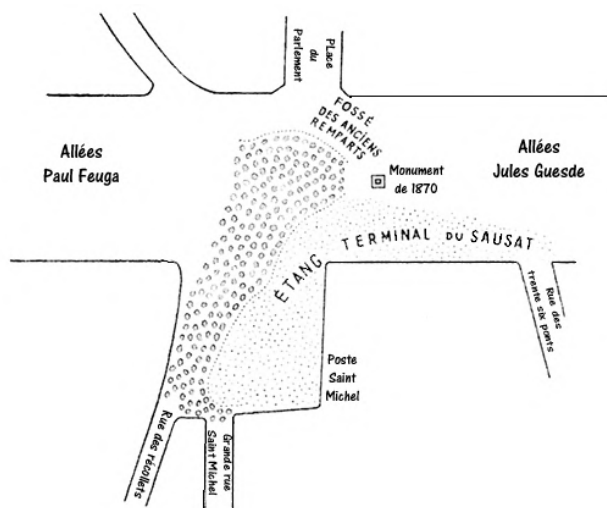 Place
du
Parlement
FOSSÉ
DES ANCIENS
REMPARTS
Allées
Paul Feuga
Monument
de 1870
Allées
Jules Guesde
ÉTANG TERMINAL DU SAUSAT
Rue des
trente six ponts
Poste
Saint
Michel
Rue des récollets
Grande rue
Saint Michel